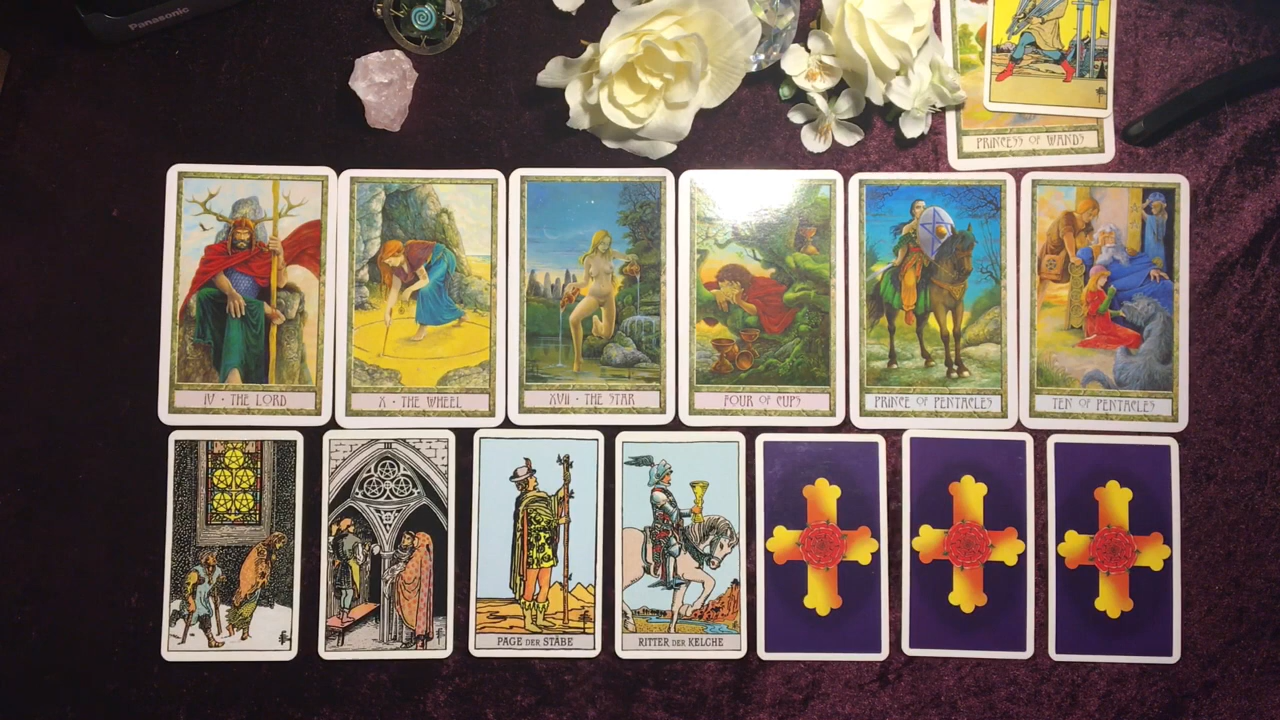 Panasonic
PRINCESS OF WANDS
IV • THE LORD
X • THE WHEEL
XVII • THE STAR
FOUR OF CUPS
PRINCE OF PENTACLES
TEN OF PENTACLES
III
PAGE DER STÄBE
RITTER DER KELCHE